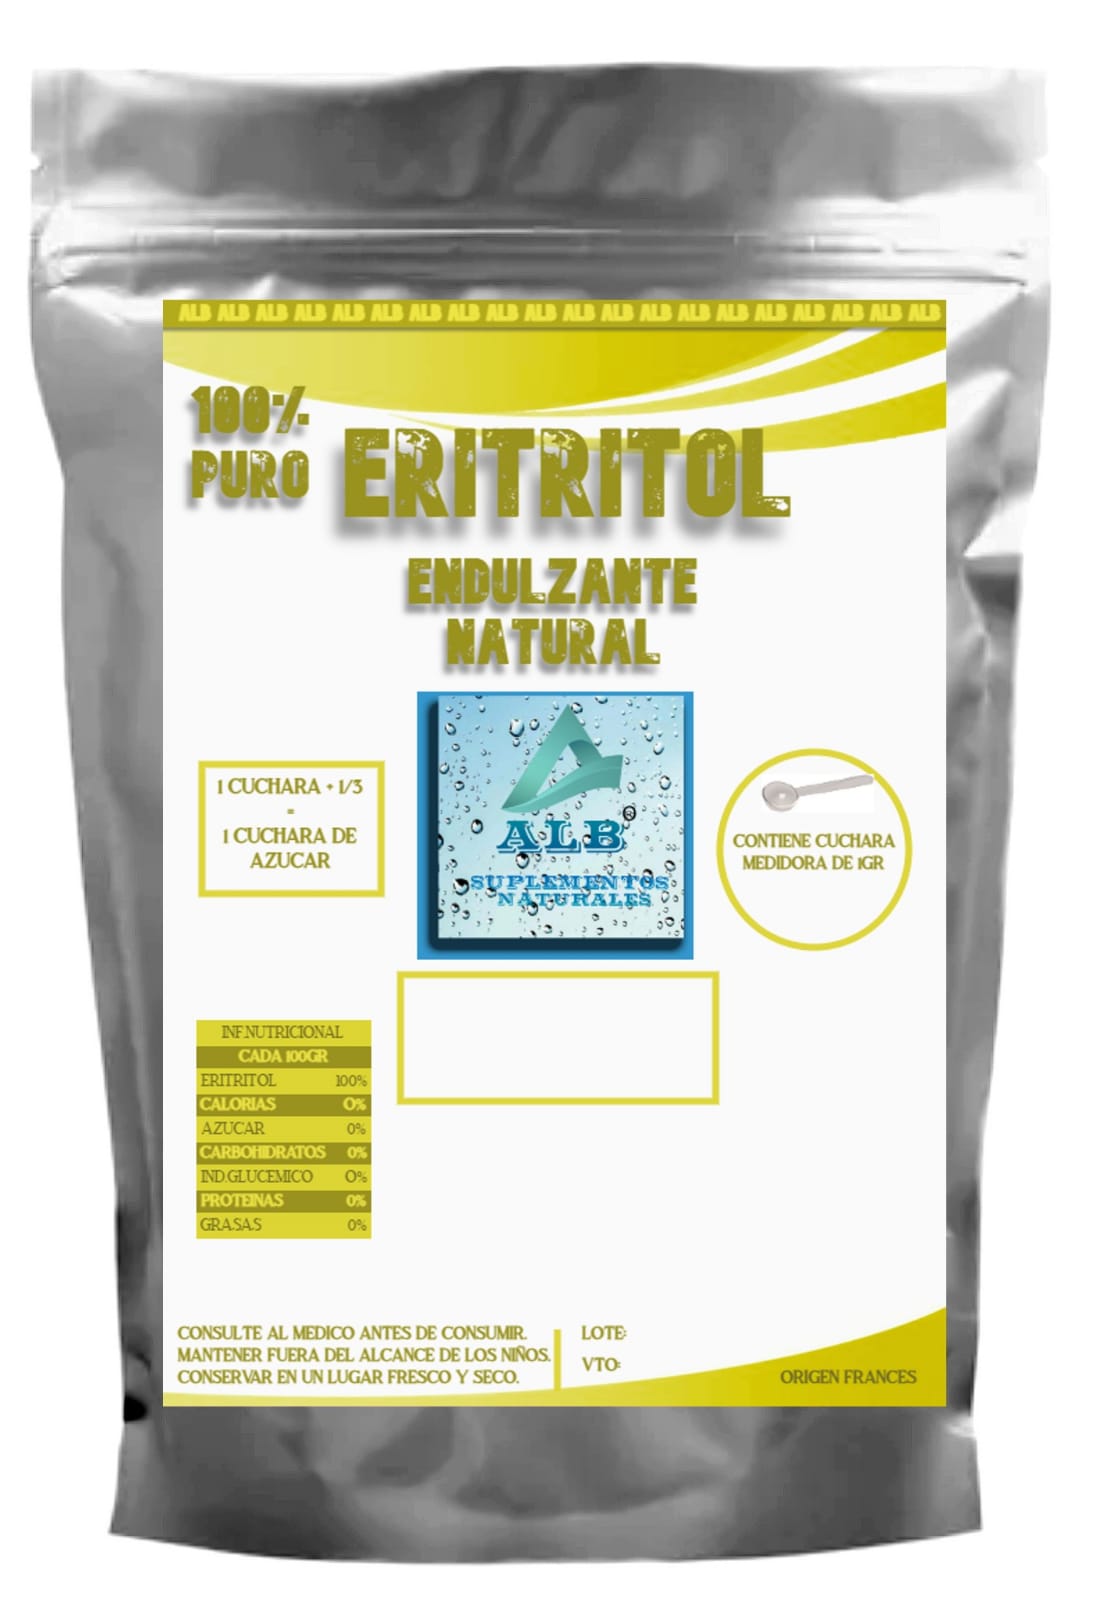 ALB ALB ALB ALB ALB ALB ALB ALB ALB ALB ALB ALB ALB ALB ALB ALB ALB ALB ALB ALB
100%
PURO
ERITRITOL
ENDULZANTE
NATURAL
1 CUCHARA + 1/3
=
1 CUCHARA DE
AZUCAR
ALB®
SUPLEMENTOS
NATURALES
CONTIENE CUCHARA
MEDIDORA DE 1GR
INF.NUTRICIONAL
CADA 100GR
ERITRITOL 100%
CALORIAS 0%
AZUCAR 0%
CARBOHIDRATOS 0%
IND.GLUCEMICO 0%
PROTEINAS 0%
GRASAS 0%
CONSULTE AL MEDICO ANTES DE CONSUMIR.
MANTENER FUERA DEL ALCANCE DE LOS NIÑOS.
CONSERVAR EN UN LUGAR FRESCO Y SECO.
LOTE:
VTO:
ORIGEN FRANCES